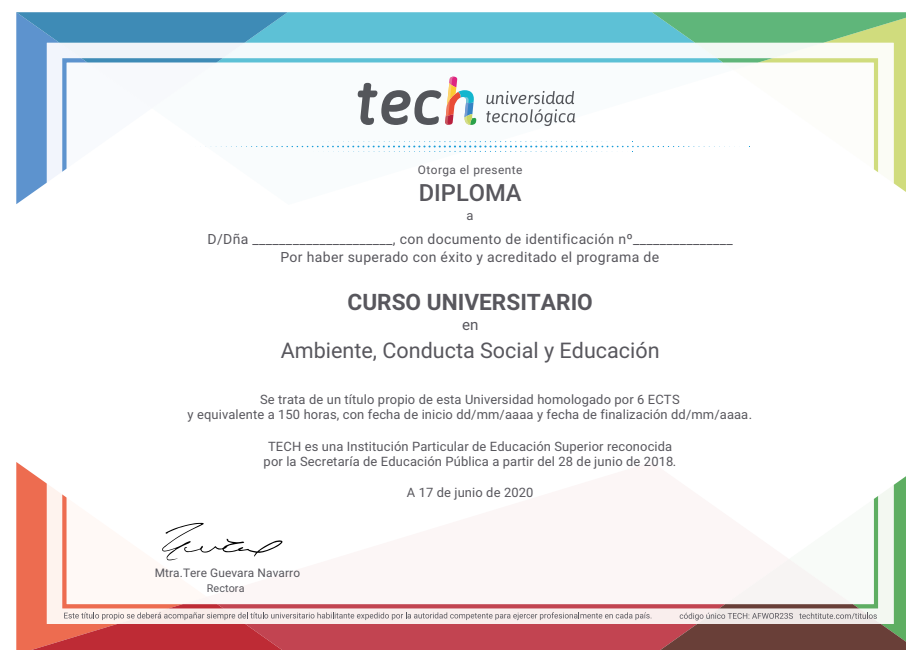 tech universidad
tecnológica
Otorga el presente
DIPLOMA
a
D/Dña _____________________, con documento de identificación nº_______________
Por haber superado con éxito y acreditado el programa de
CURSO UNIVERSITARIO
en
Ambiente, Conducta Social y Educación
Se trata de un título propio de esta Universidad homologado por 6 ECTS
y equivalente a 150 horas, con fecha de inicio dd/mm/aaaa y fecha de finalización dd/mm/aaaa.
TECH es una Institución Particular de Educación Superior reconocida
por la Secretaría de Educación Pública a partir del 28 de junio de 2018.
A 17 de junio de 2020
Mtra.Tere Guevara Navarro
Rectora
Este título propio se deberá acompañar siempre del título universitario habilitante expedido por la autoridad competente para ejercer profesionalmente en cada país. código único TECH: AFWOR23S techtitute.com/titulos